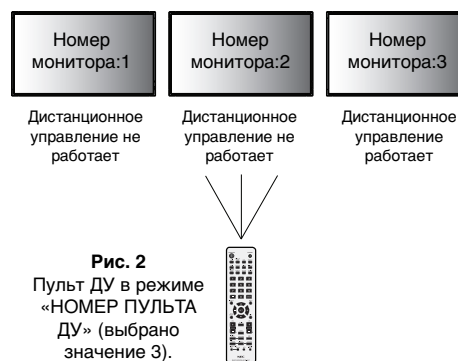 Номер
монитора:1
Номер
монитора:2
Номер
монитора:3
Дистанционное
управление не
работает
Дистанционное
управление не
работает
Дистанционное
управление
работает
Рис. 2
Пульт ДУ в режиме
«НОМЕР ПУЛЬТА
ДУ» (выбрано
значение 3).